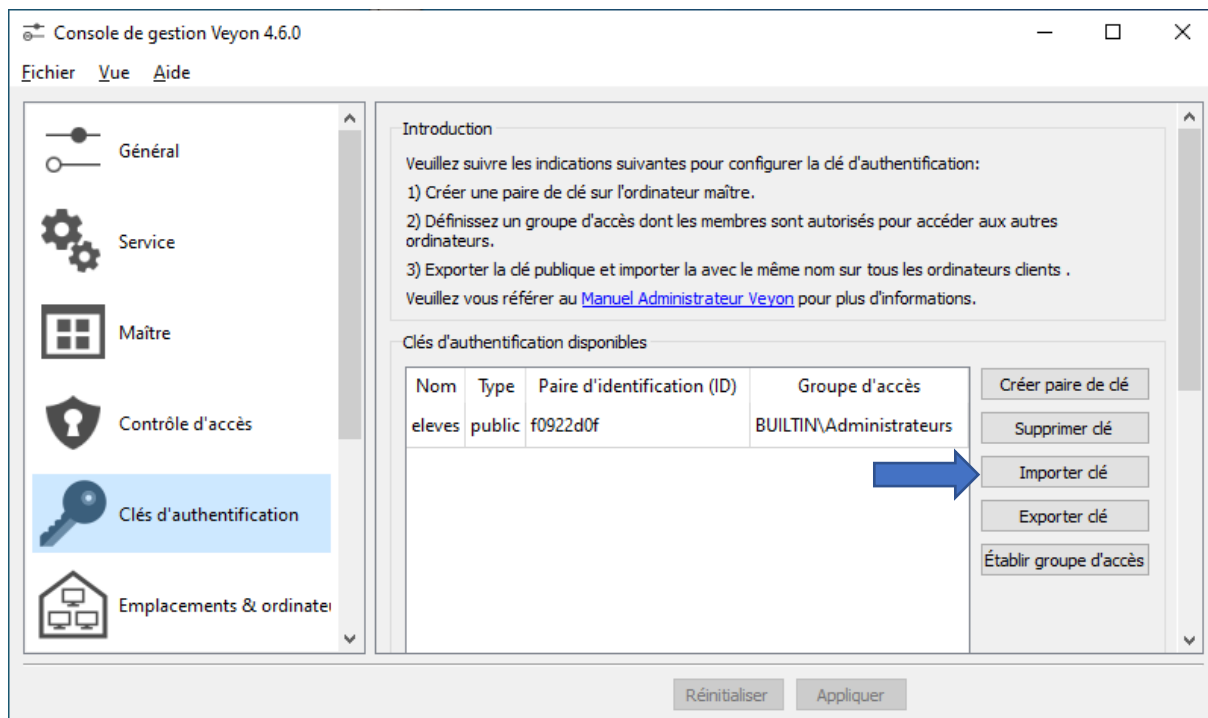 Console de gestion Veyon 4.6.0
Fichier Vue Aide
Général
Service
Maître
Contrôle d'accès
Clés d'authentification
Emplacements & ordinate
Introduction
Veuillez suivre les indications suivantes pour configurer la clé d'authentification:
1) Créer une paire de clé sur l'ordinateur maître.
2) Définissez un groupe d'accès dont les membres sont autorisés pour accéder aux autres
ordinateurs.
3) Exporter la clé publique et importer la avec le même nom sur tous les ordinateurs clients .
Veuillez vous référer au Manuel Administrateur Veyon pour plus d'informations.
Clés d'authentification disponibles
Nom Type Paire d'identification (ID) Groupe d'accès
eleves public f0922d0f BUILTIN\Administrateurs
Créer paire de clé
Supprimer clé
Importer clé
Exporter clé
Établir groupe d'accès
Réinitialiser Appliquer